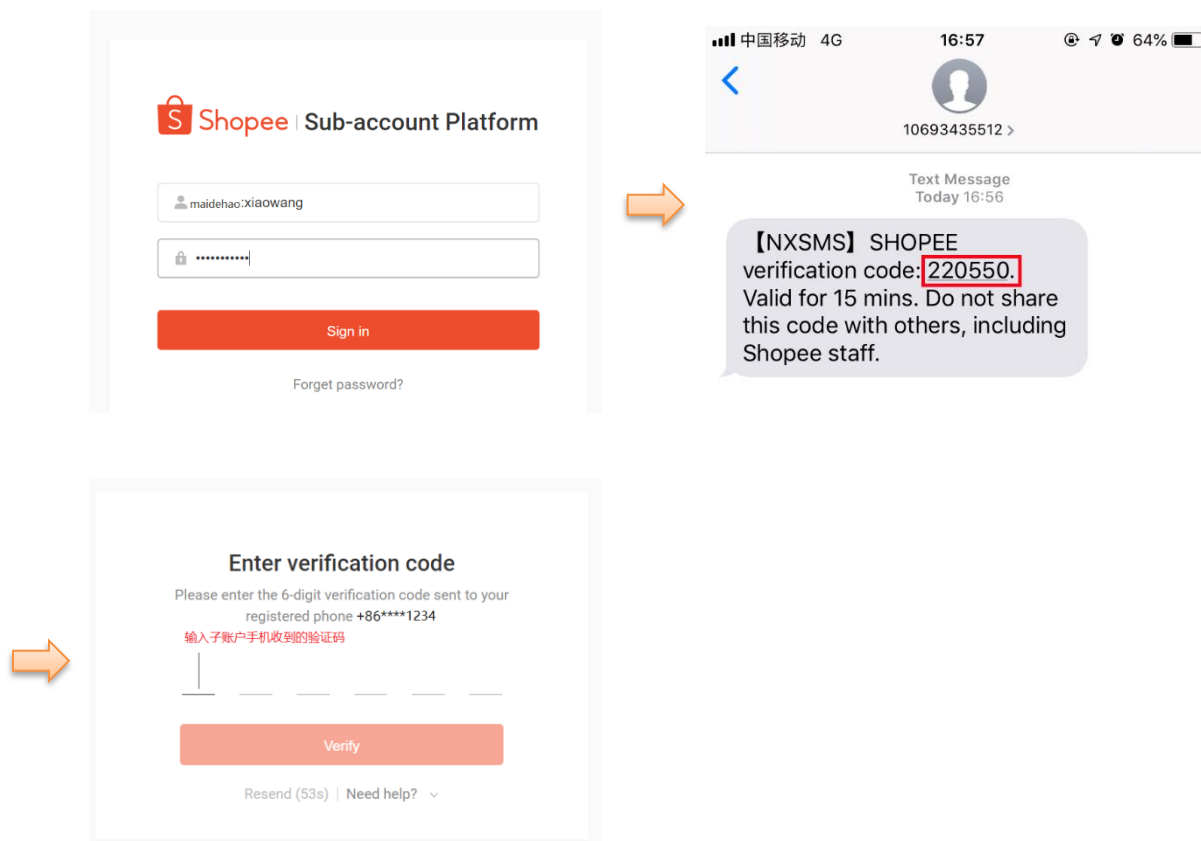 Shopee Sub-account Platform
maidehao:xiaowang
Sign in
Forget password?
中国移动 4G 16:57 64%
10693435512 >
Text Message
Today 16:56
【NXSMS】SHOPEE
verification code: 220550.
Valid for 15 mins. Do not share
this code with others, including
Shopee staff.
Enter verification code
Please enter the 6-digit verification code sent to your
registered phone +86****1234
输入子账户手机收到的验证码
Verify
Resend (53s) | Need help?